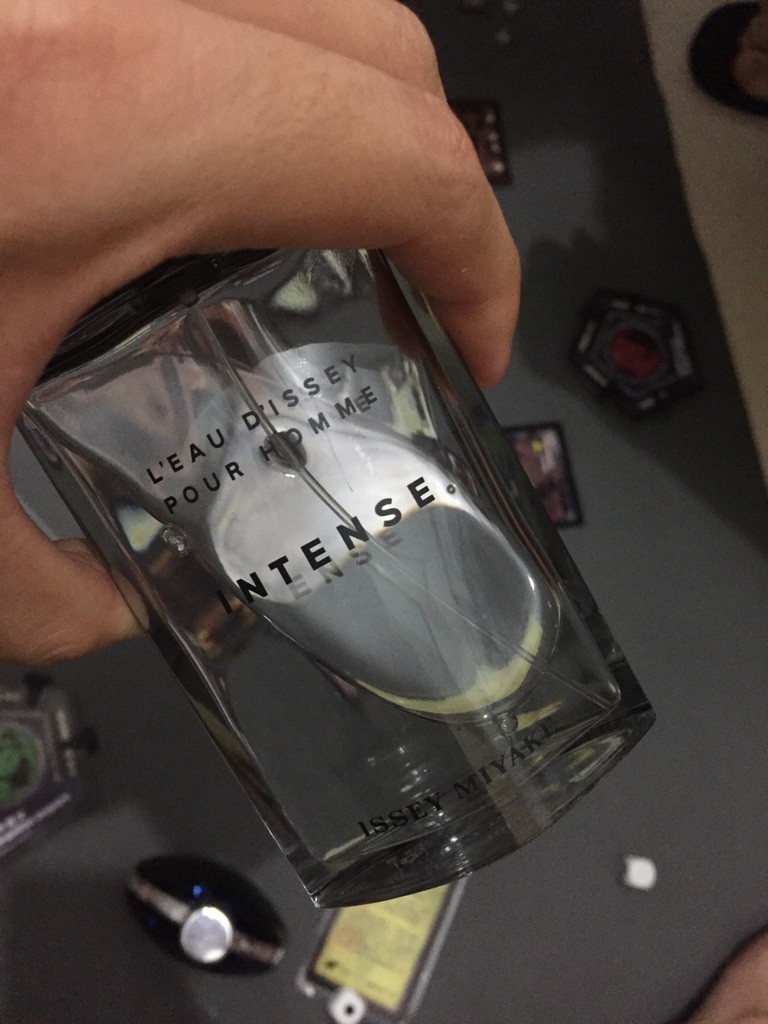 L'EAU D'ISSEY
POUR HOMME
INTENSE.
ISSEY MIYAKE